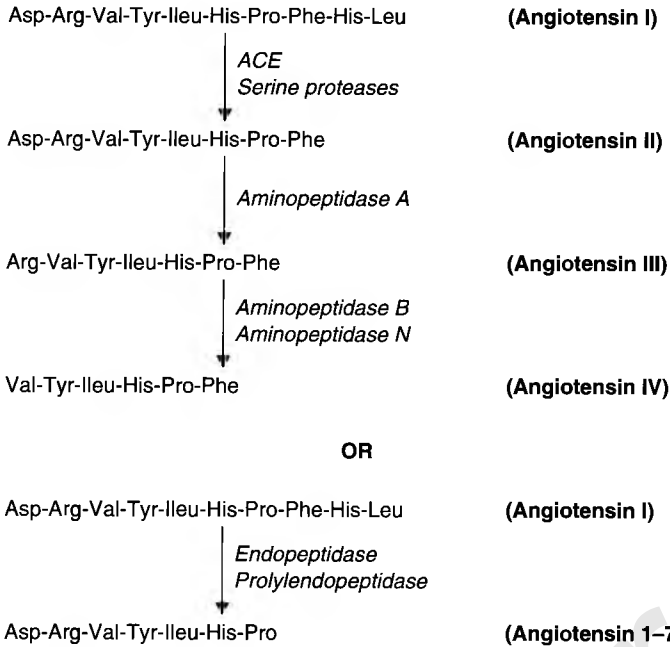 Asp-Arg-Val-Tyr-Ileu-His-Pro-Phe-His-Leu (Angiotensin I)
ACE
Serine proteases
Asp-Arg-Val-Tyr-Ileu-His-Pro-Phe (Angiotensin II)
Aminopeptidase A
Arg-Val-Tyr-Ileu-His-Pro-Phe (Angiotensin III)
Aminopeptidase B
Aminopeptidase N
Val-Tyr-Ileu-His-Pro-Phe (Angiotensin IV)
OR
Asp-Arg-Val-Tyr-Ileu-His-Pro-Phe-His-Leu (Angiotensin I)
Endopeptidase
Prolylendopeptidase
Asp-Arg-Val-Tyr-Ileu-His-Pro (Angiotensin 1–7